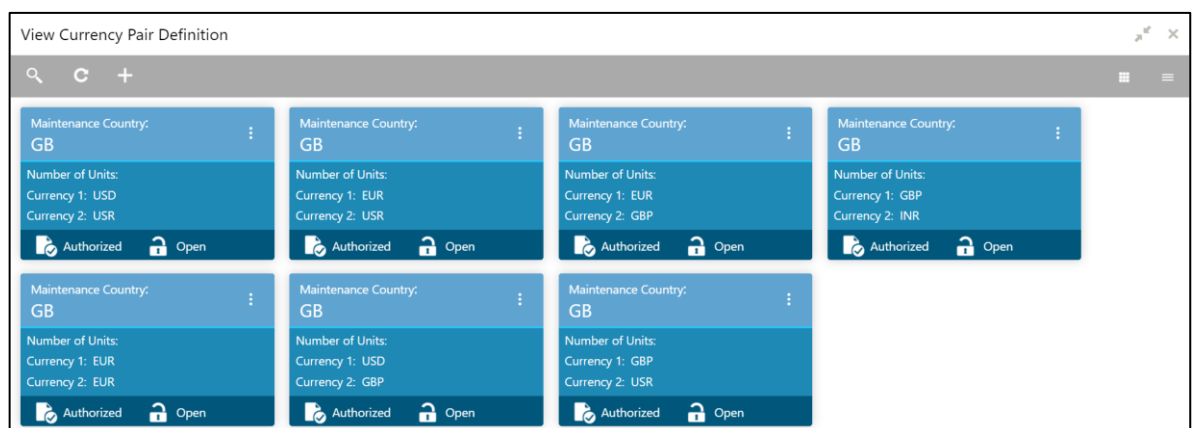 View Currency Pair Definition
Maintenance Country:
GB
Number of Units:
Currency 1: USD
Currency 2: USR
Authorized Open
Maintenance Country:
GB
Number of Units:
Currency 1: EUR
Currency 2: USR
Authorized Open
Maintenance Country:
GB
Number of Units:
Currency 1: EUR
Currency 2: GBP
Authorized Open
Maintenance Country:
GB
Number of Units:
Currency 1: GBP
Currency 2: INR
Authorized Open
Maintenance Country:
GB
Number of Units:
Currency 1: EUR
Currency 2: EUR
Authorized Open
Maintenance Country:
GB
Number of Units:
Currency 1: USD
Currency 2: GBP
Authorized Open
Maintenance Country:
GB
Number of Units:
Currency 1: GBP
Currency 2: USR
Authorized Open